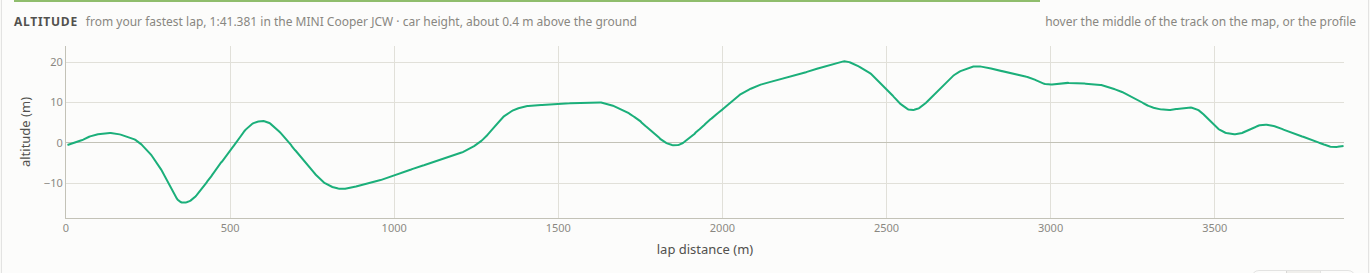 ALTITUDE from your fastest lap, 1:41.381 in the MINI Cooper JCW · car height, about 0.4 m above the ground
hover the middle of the track on the map, or the profile
altitude (m)
20
10
0
−10
0 500 1000 1500 2000 2500 3000 3500
lap distance (m)